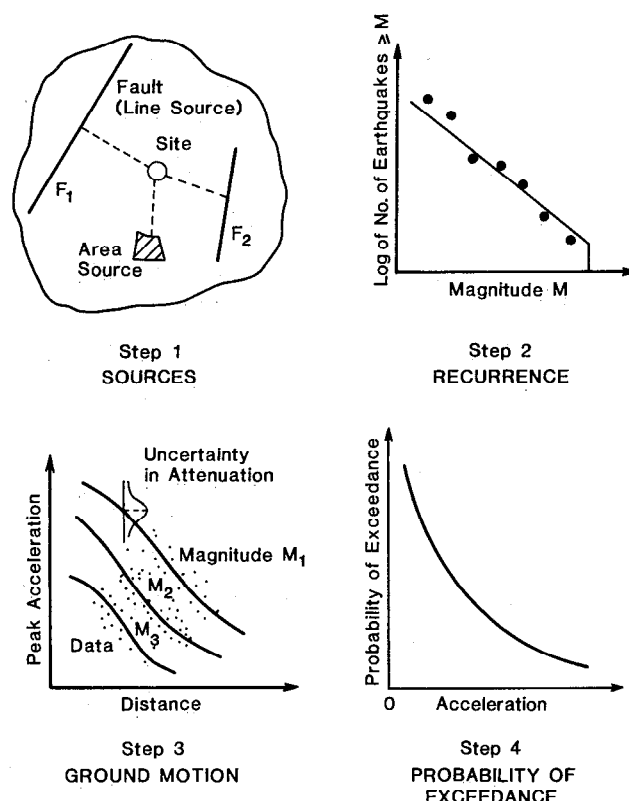 Fault
(Line Source)
Site
F1
Area
Source
F2
Step 1
SOURCES
Log of No. of Earthquakes ≥ M
Magnitude M
Step 2
RECURRENCE
Uncertainty
in Attenuation
Peak Acceleration
Magnitude M1
M2
M3
Data
Distance
Step 3
GROUND MOTION
Probability of Exceedance
0
Acceleration
Step 4
PROBABILITY OF
EXCEEDANCE